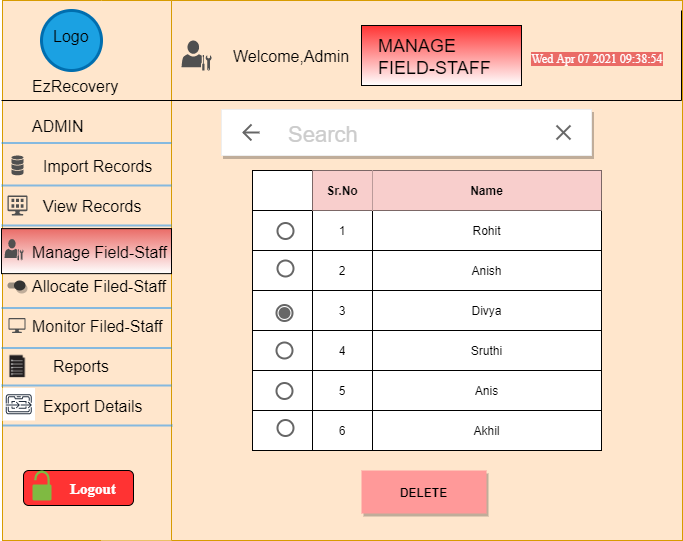 Logo
EzRecovery
Welcome,Admin
MANAGE
FIELD-STAFF
Wed Apr 07 2021 09:38:54
ADMIN
Import Records
View Records
Manage Field-Staff
Allocate Filed-Staff
Monitor Filed-Staff
Reports
Export Details
Logout
Search
Sr.No Name
1 Rohit
2 Anish
3 Divya
4 Sruthi
5 Anis
6 Akhil
DELETE